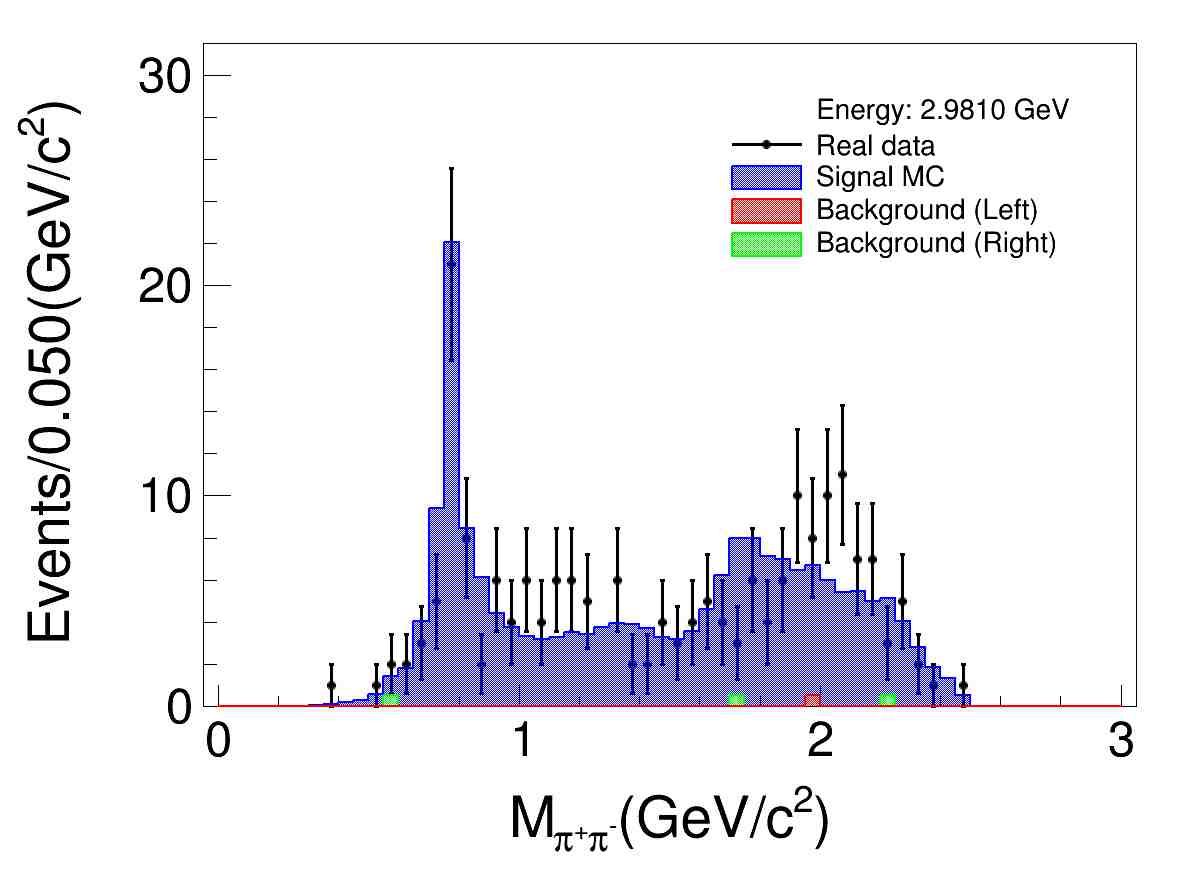 Events/0.050(GeV/c²)
30
20
10
0
Energy: 2.9810 GeV
Real data
Signal MC
Background (Left)
Background (Right)
0 1 2 3
Mπ⁺π⁻(GeV/c²)